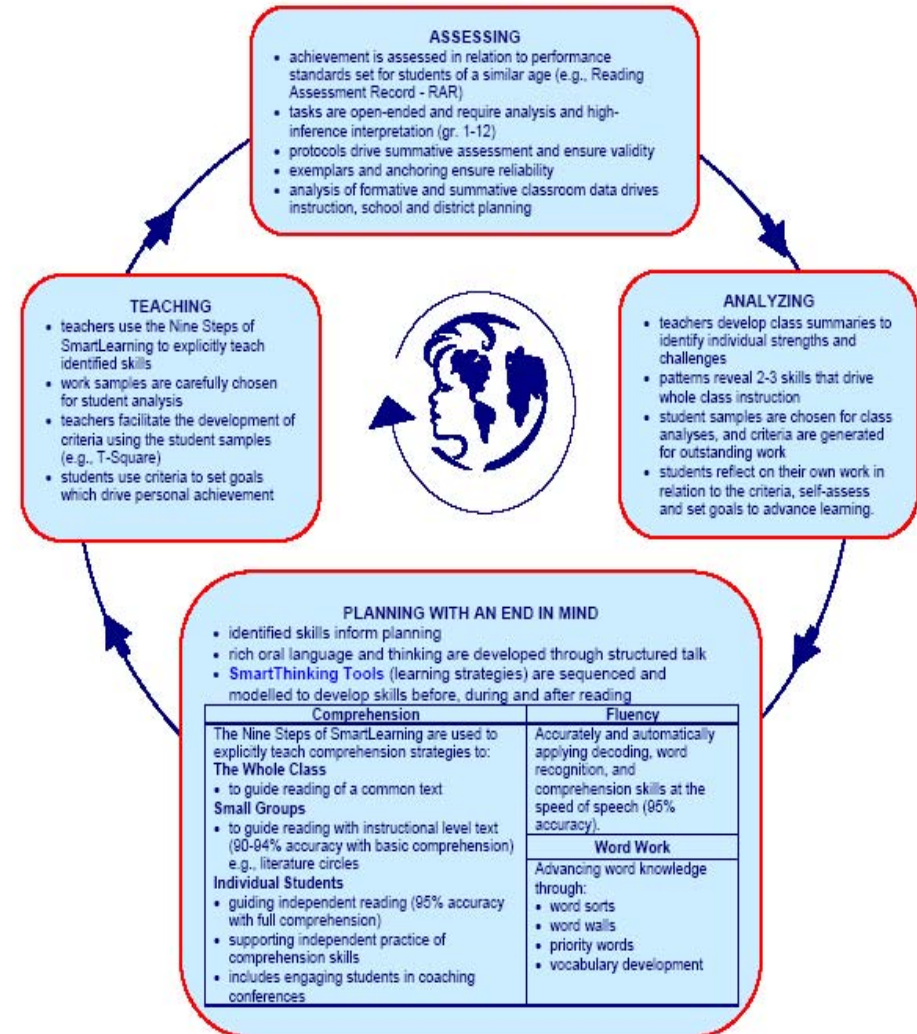 ASSESSING
• achievement is assessed in relation to performance
standards set for students of a similar age (e.g., Reading
Assessment Record - RAR)
• tasks are open-ended and require analysis and high-
inference interpretation (gr. 1-12)
• protocols drive summative assessment and ensure validity
• exemplars and anchoring ensure reliability
• analysis of formative and summative classroom data drives
instruction, school and district planning
TEACHING
• teachers use the Nine Steps of
SmartLearning to explicitly teach
identified skills
• work samples are carefully chosen
for student analysis
• teachers facilitate the development of
criteria using the student samples
(e.g., T-Square)
• students use criteria to set goals
which drive personal achievement
ANALYZING
• teachers develop class summaries to
identify individual strengths and
challenges
• patterns reveal 2-3 skills that drive
whole class instruction
• student samples are chosen for class
analyses, and criteria are generated
for outstanding work
• students reflect on their own work in
relation to the criteria, self-assess
and set goals to advance learning.
PLANNING WITH AN END IN MIND
• identified skills inform planning
• rich oral language and thinking are developed through structured talk
• SmartThinking Tools (learning strategies) are sequenced and
modelled to develop skills before, during and after reading
Comprehension
The Nine Steps of SmartLearning are used to
explicitly teach comprehension strategies to:
The Whole Class
• to guide reading of a common text
Small Groups
• to guide reading with instructional level text
(90-94% accuracy with basic comprehension)
e.g., literature circles
Individual Students
• guiding independent reading (95% accuracy
with full comprehension)
• supporting independent practice of
comprehension skills
• includes engaging students in coaching
conferences
Fluency
Accurately and automatically
applying decoding, word
recognition, and
comprehension skills at the
speed of speech (95%
accuracy).
Word Work
Advancing word knowledge
through:
• word sorts
• word walls
• priority words
• vocabulary development